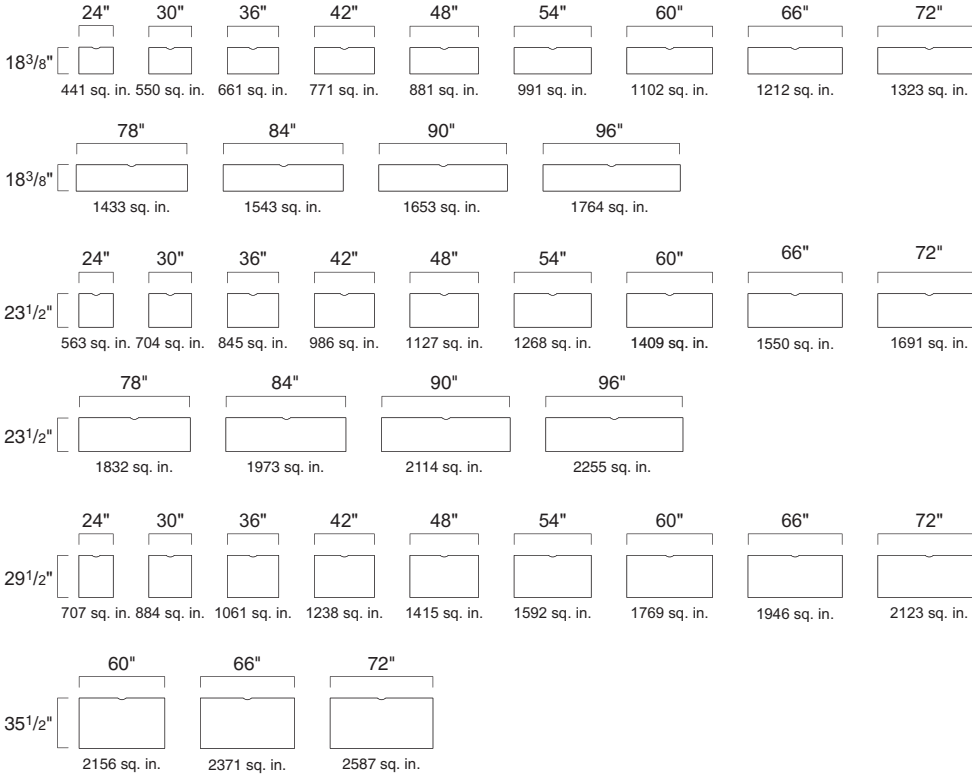 24" 30" 36" 42" 48" 54" 60" 66" 72"
18 3/8"
441 sq. in. 550 sq. in. 661 sq. in. 771 sq. in. 881 sq. in. 991 sq. in. 1102 sq. in. 1212 sq. in. 1323 sq. in.
78" 84" 90" 96"
18 3/8"
1433 sq. in. 1543 sq. in. 1653 sq. in. 1764 sq. in.
24" 30" 36" 42" 48" 54" 60" 66" 72"
23 1/2"
563 sq. in. 704 sq. in. 845 sq. in. 986 sq. in. 1127 sq. in. 1268 sq. in. 1409 sq. in. 1550 sq. in. 1691 sq. in.
78" 84" 90" 96"
23 1/2"
1832 sq. in. 1973 sq. in. 2114 sq. in. 2255 sq. in.
24" 30" 36" 42" 48" 54" 60" 66" 72"
29 1/2"
707 sq. in. 884 sq. in. 1061 sq. in. 1238 sq. in. 1415 sq. in. 1592 sq. in. 1769 sq. in. 1946 sq. in. 2123 sq. in.
60" 66" 72"
35 1/2"
2156 sq. in. 2371 sq. in. 2587 sq. in.